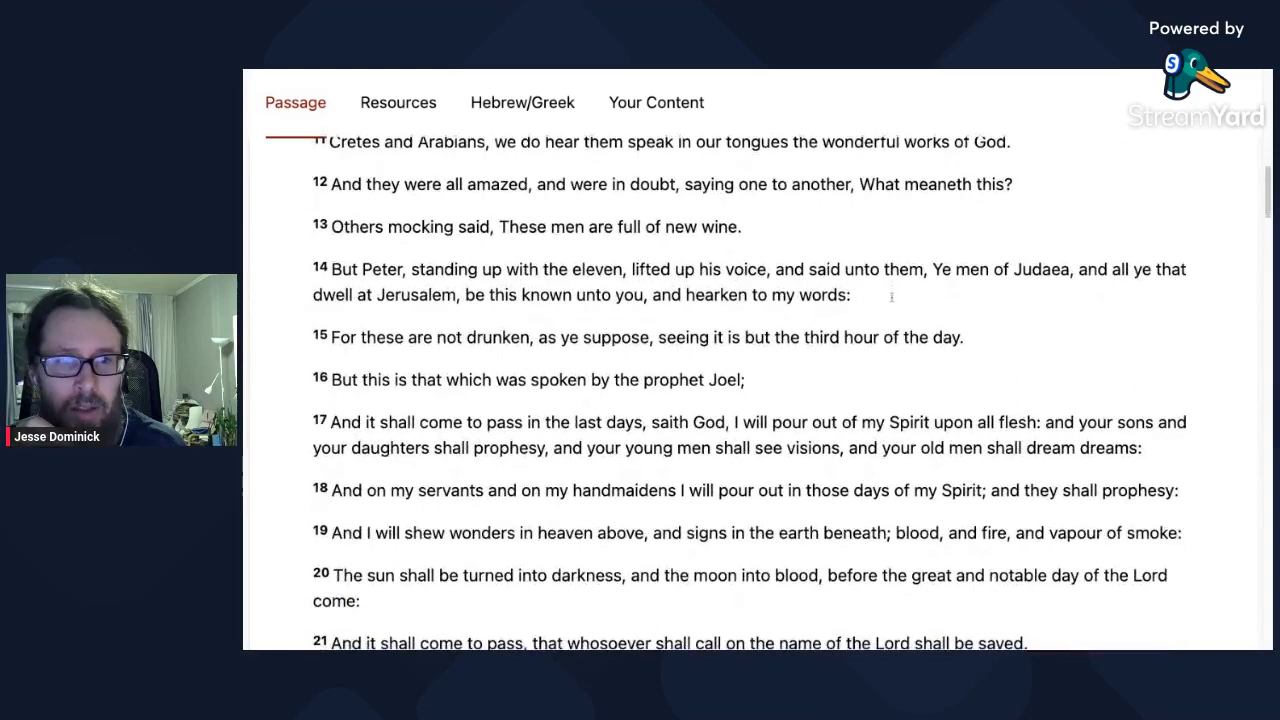 Powered by
StreamYard
Passage Resources Hebrew/Greek Your Content
11 Cretes and Arabians, we do hear them speak in our tongues the wonderful works of God.
12 And they were all amazed, and were in doubt, saying one to another, What meaneth this?
13 Others mocking said, These men are full of new wine.
14 But Peter, standing up with the eleven, lifted up his voice, and said unto them, Ye men of Judaea, and all ye that
dwell at Jerusalem, be this known unto you, and hearken to my words:
15 For these are not drunken, as ye suppose, seeing it is but the third hour of the day.
16 But this is that which was spoken by the prophet Joel;
17 And it shall come to pass in the last days, saith God, I will pour out of my Spirit upon all flesh: and your sons and
your daughters shall prophesy, and your young men shall see visions, and your old men shall dream dreams:
18 And on my servants and on my handmaidens I will pour out in those days of my Spirit; and they shall prophesy:
19 And I will shew wonders in heaven above, and signs in the earth beneath; blood, and fire, and vapour of smoke:
20 The sun shall be turned into darkness, and the moon into blood, before the great and notable day of the Lord
come:
21 And it shall come to pass, that whosoever shall call on the name of the Lord shall be saved.
Jesse Dominick